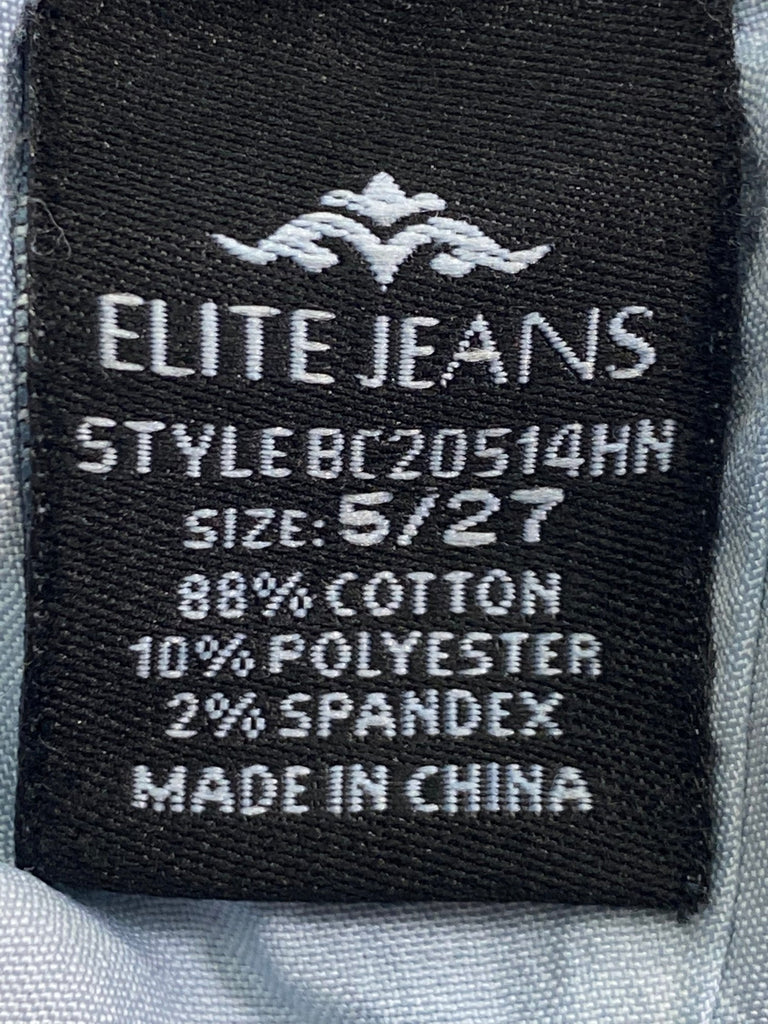 ELITE JEANS
STYLE BC20514HN
SIZE: 5/27
88% COTTON
10% POLYESTER
2% SPANDEX
MADE IN CHINA